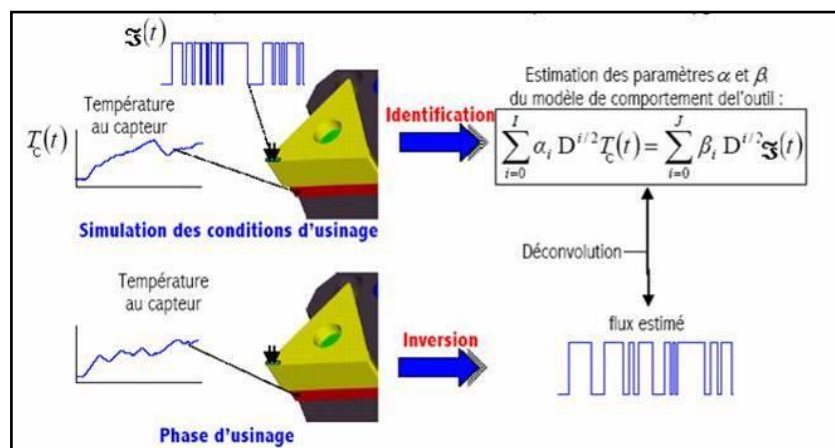 𝕴(t)
Température
au capteur
T_C(t)
Simulation des conditions d'usinage
Identification
Estimation des paramètres α et β_i
du modèle de comportement del'outil :
∑_{i=0}^{I} α_i D^{i/2} T_C(t) = ∑_{i=0}^{J} β_i D^{i/2} 𝕴(t)
Déconvolution
Température
au capteur
Inversion
flux estimé
Phase d'usinage